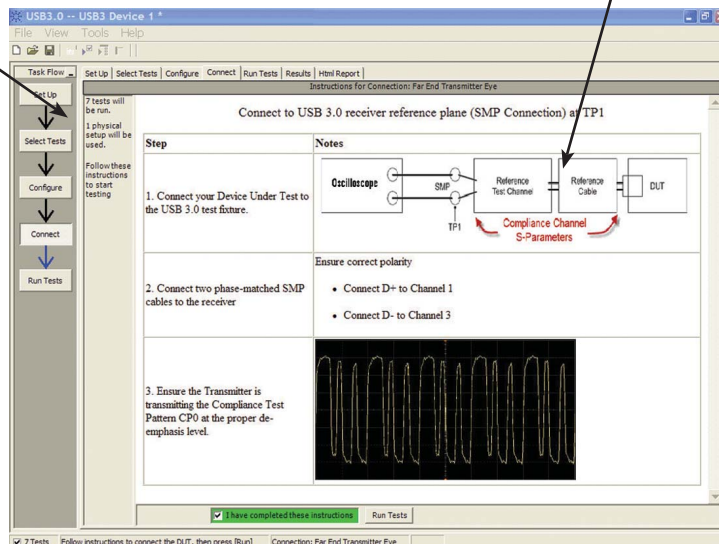 USB3.0 -- USB3 Device 1 *
File View Tools Help
Task Flow
Set Up
Select Tests
Configure
Connect
Run Tests
Set Up Select Tests Configure Connect Run Tests Results Html Report
Instructions for Connection: Far End Transmitter Eye
7 tests will
be run.
1 physical
setup will be
used.
Follow these
instructions
to start
testing
Connect to USB 3.0 receiver reference plane (SMP Connection) at TP1
Step Notes
1. Connect your Device Under Test to
the USB 3.0 test fixture.
Oscilloscope
SMP
TP1
Reference
Test Channel
Reference
Cable
DUT
Compliance Channel
S-Parameters
2. Connect two phase-matched SMP
cables to the receiver
Ensure correct polarity
• Connect D+ to Channel 1
• Connect D- to Channel 3
3. Ensure the Transmitter is
transmitting the Compliance Test
Pattern CP0 at the proper de-
emphasis level.
I have completed these instructions Run Tests
7 Tests Follow instructions to connect the DUT, then press [Run] Connection: Far End Transmitter Eye